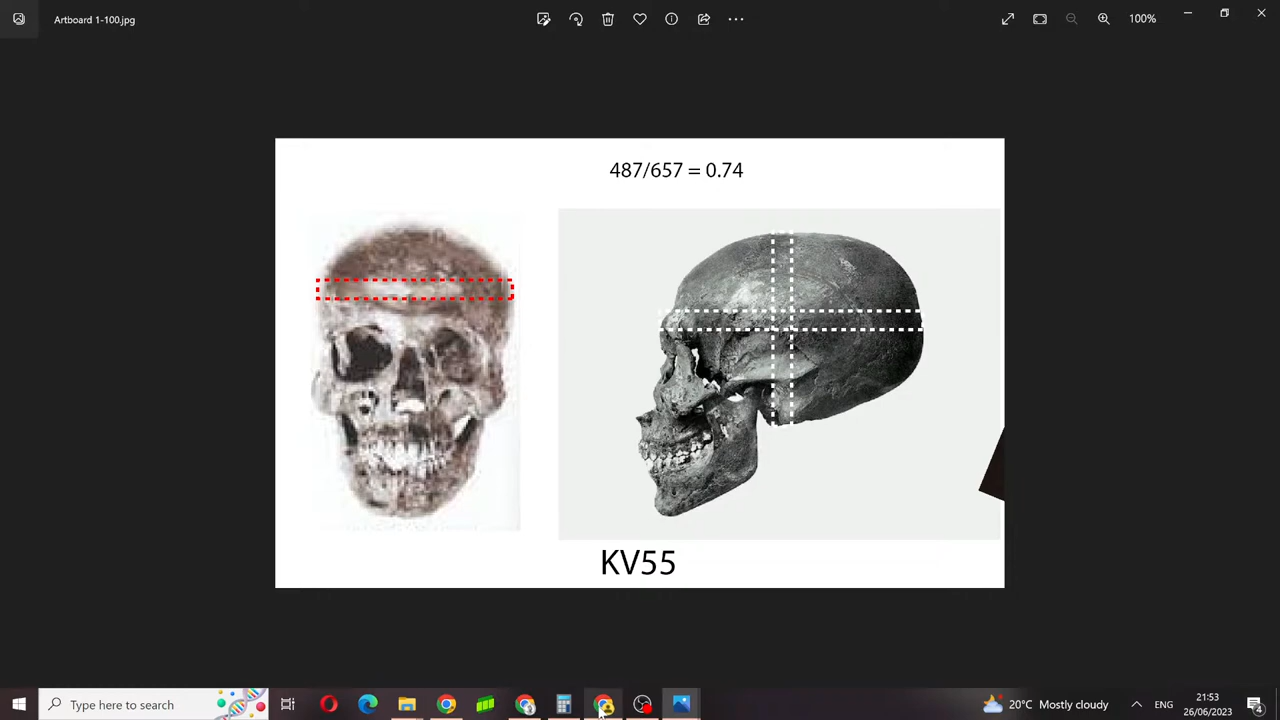 Artboard 1-100.jpg
100%
487/657 = 0.74
KV55
Type here to search
20°C Mostly cloudy
ENG
21:53
26/06/2023